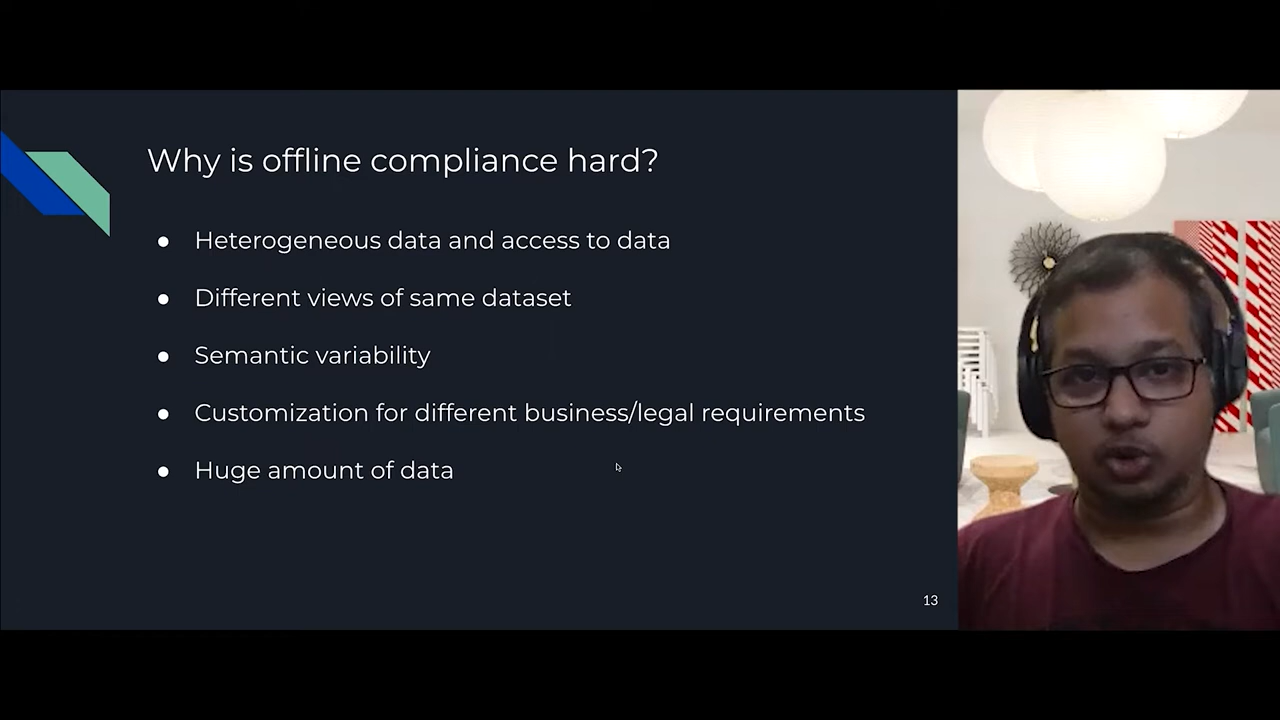 Why is offline compliance hard?
● Heterogeneous data and access to data
● Different views of same dataset
● Semantic variability
● Customization for different business/legal requirements
● Huge amount of data
13